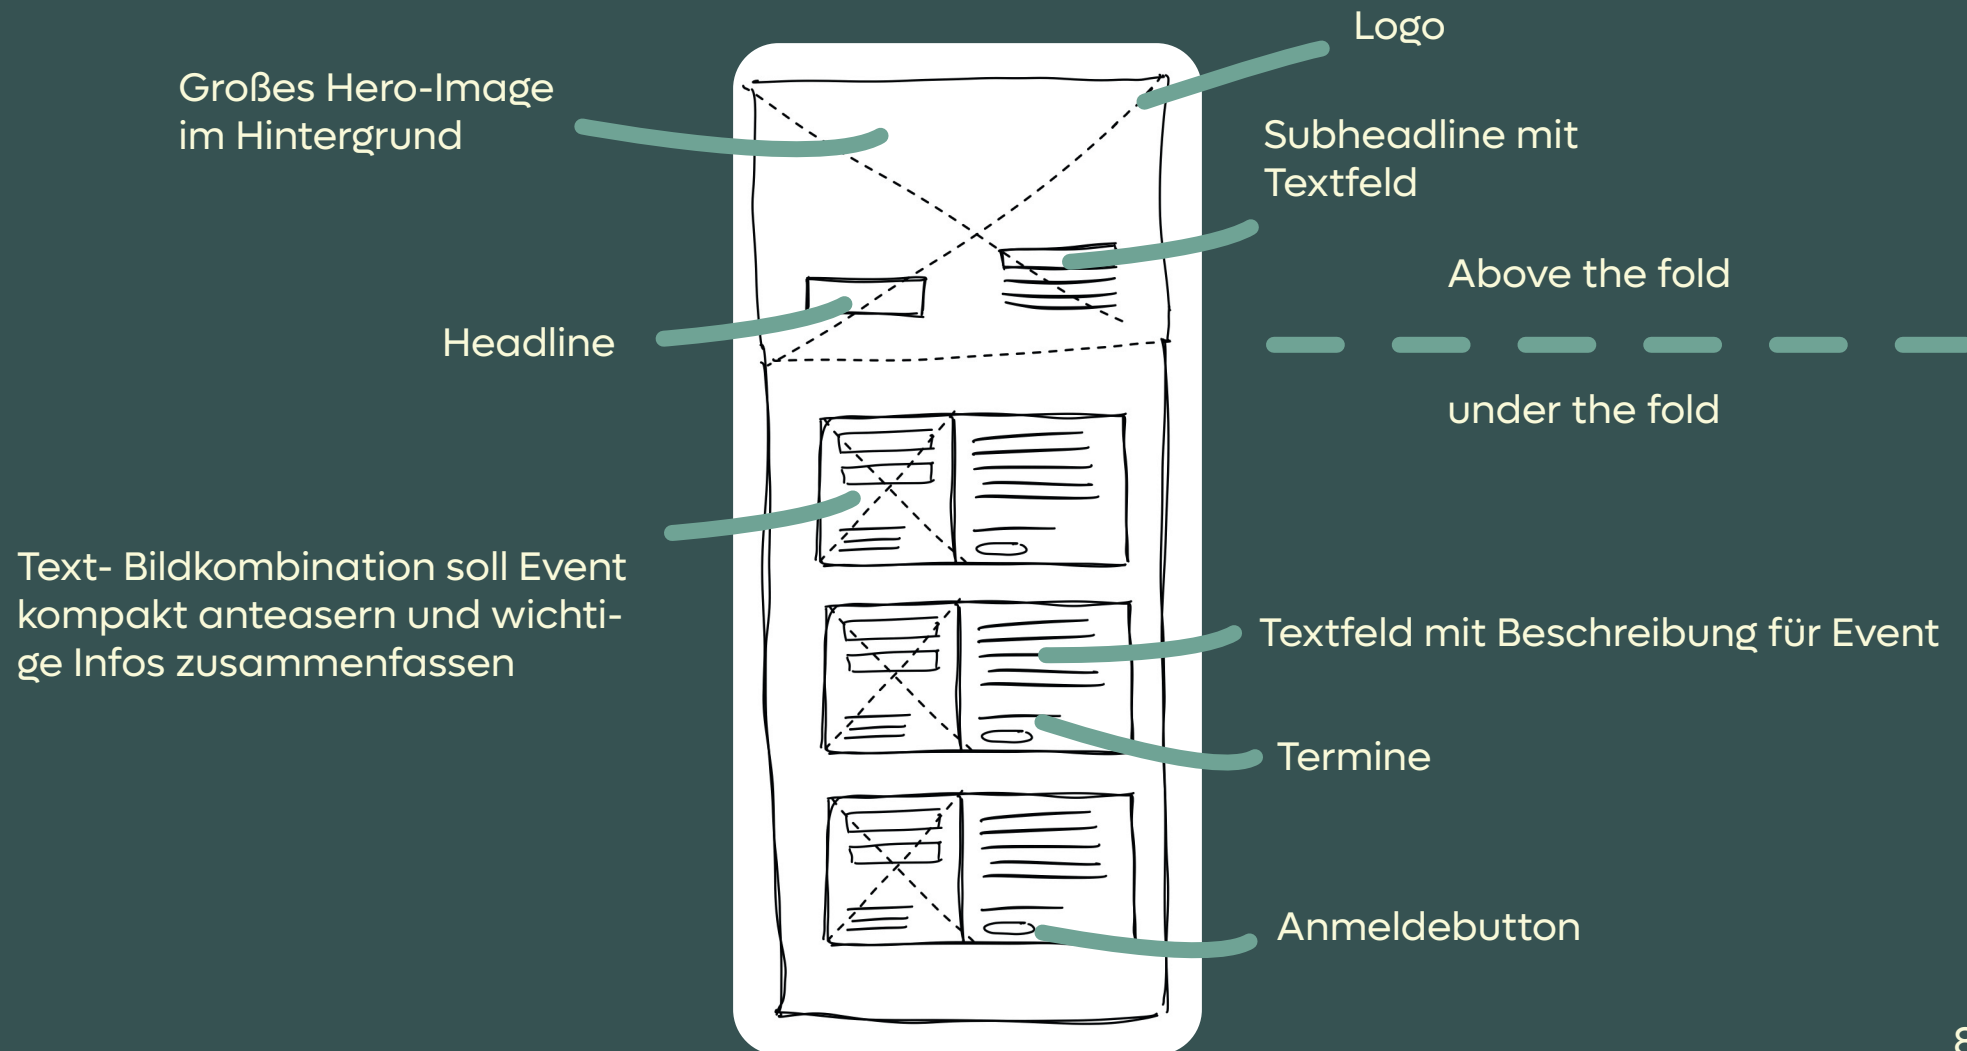 Logo
Großes Hero-Image
im Hintergrund
Subheadline mit
Textfeld
Above the fold
Headline
under the fold
Text- Bildkombination soll Event
kompakt anteasern und wichti-
ge Infos zusammenfassen
Textfeld mit Beschreibung für Event
Termine
Anmeldebutton
8